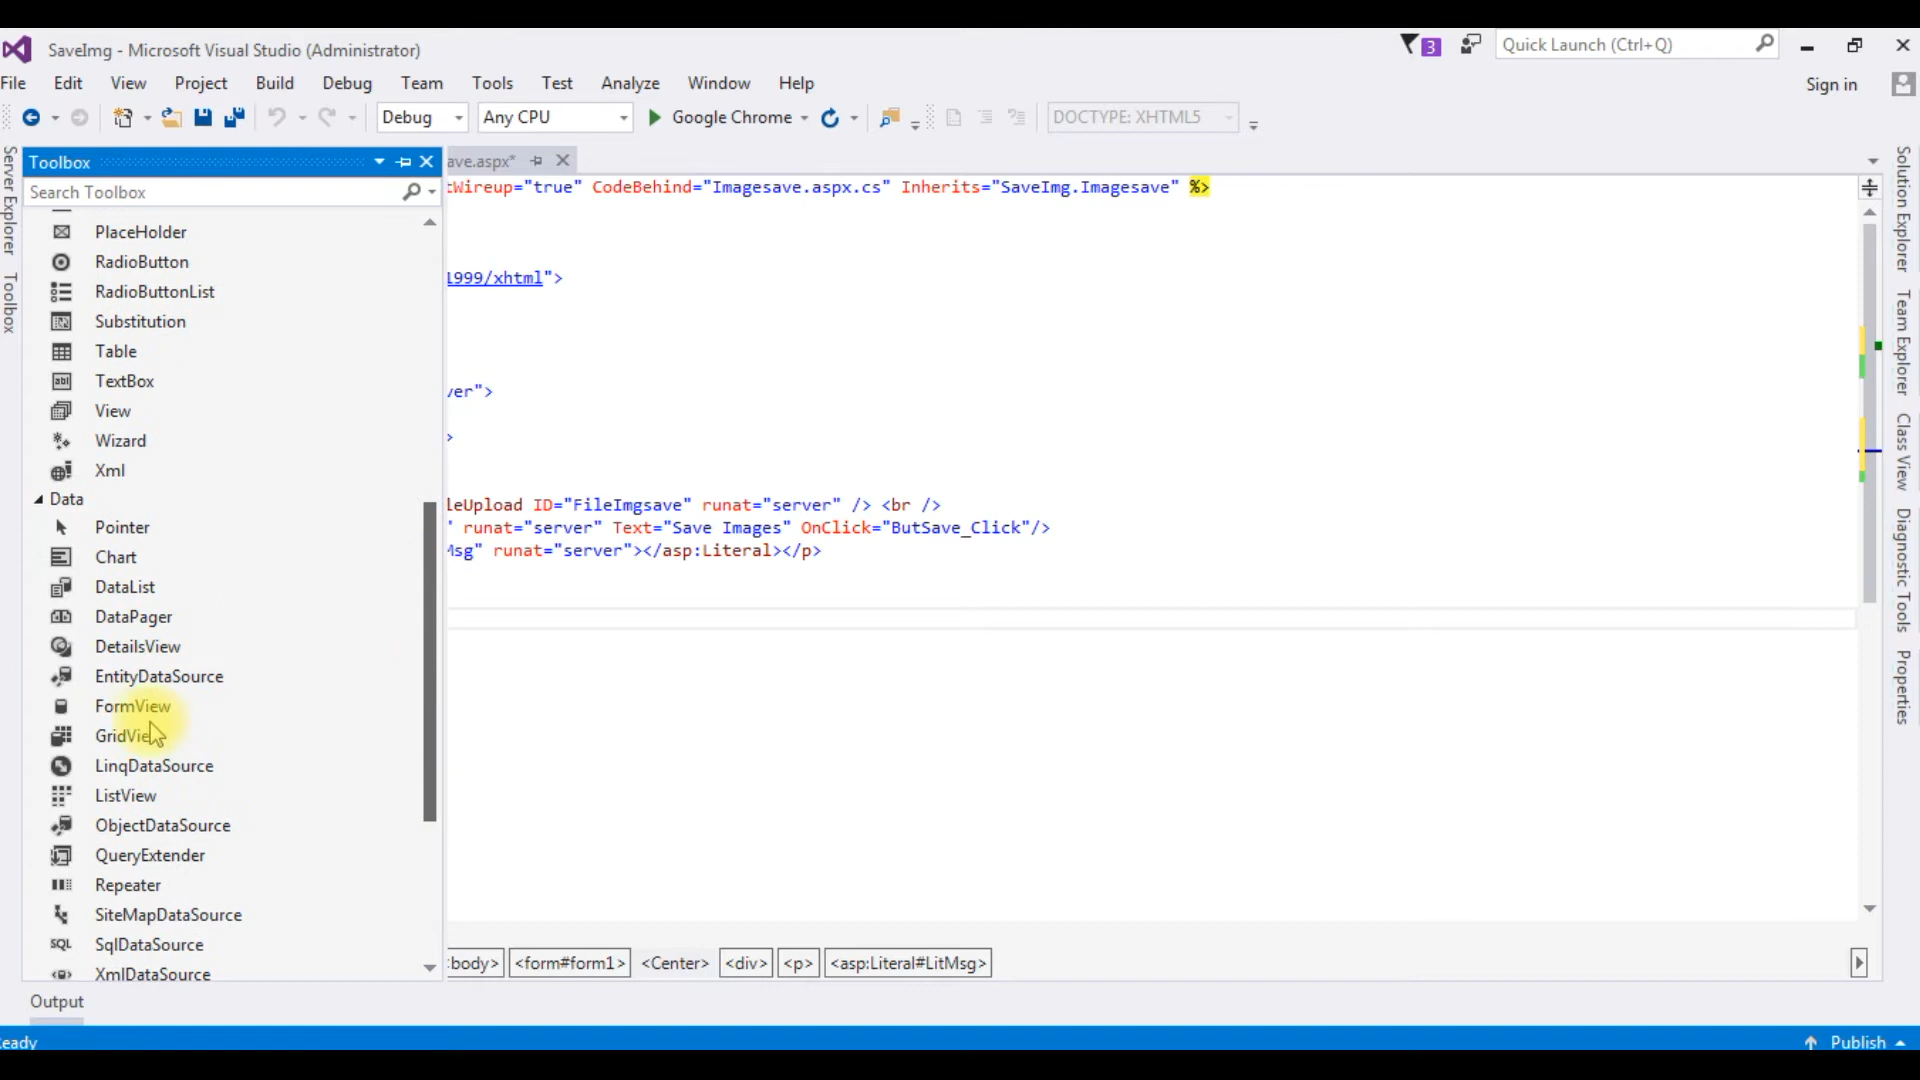 SaveImg - Microsoft Visual Studio (Administrator)
3
Quick Launch (Ctrl+Q)
File Edit View Project Build Debug Team Tools Test Analyze Window Help
Sign in
Debug
Any CPU
Google Chrome
DOCTYPE: XHTML5
Server Explorer
Toolbox
Toolbox
Search Toolbox
PlaceHolder
RadioButton
RadioButtonList
Substitution
Table
TextBox
View
Wizard
Xml
Data
Pointer
Chart
DataList
DataPager
DetailsView
EntityDataSource
FormView
GridView
LinqDataSource
ListView
ObjectDataSource
QueryExtender
Repeater
SiteMapDataSource
SQL SqlDataSource
XmlDataSource
ave.aspx*
tWireup="true" CodeBehind="Imagesave.aspx.cs" Inherits="SaveImg.Imagesave" %>
1999/xhtml">
ver">
>
leUpload ID="FileImgsave" runat="server" /> <br />
" runat="server" Text="Save Images" OnClick="ButSave_Click"/>
Msg" runat="server"></asp:Literal></p>
<body> <form#form1> <Center> <div> <p> <asp:Literal#LitMsg>
Solution Explorer
Team Explorer
Class View
Diagnostic Tools
Properties
Output
eady
Publish